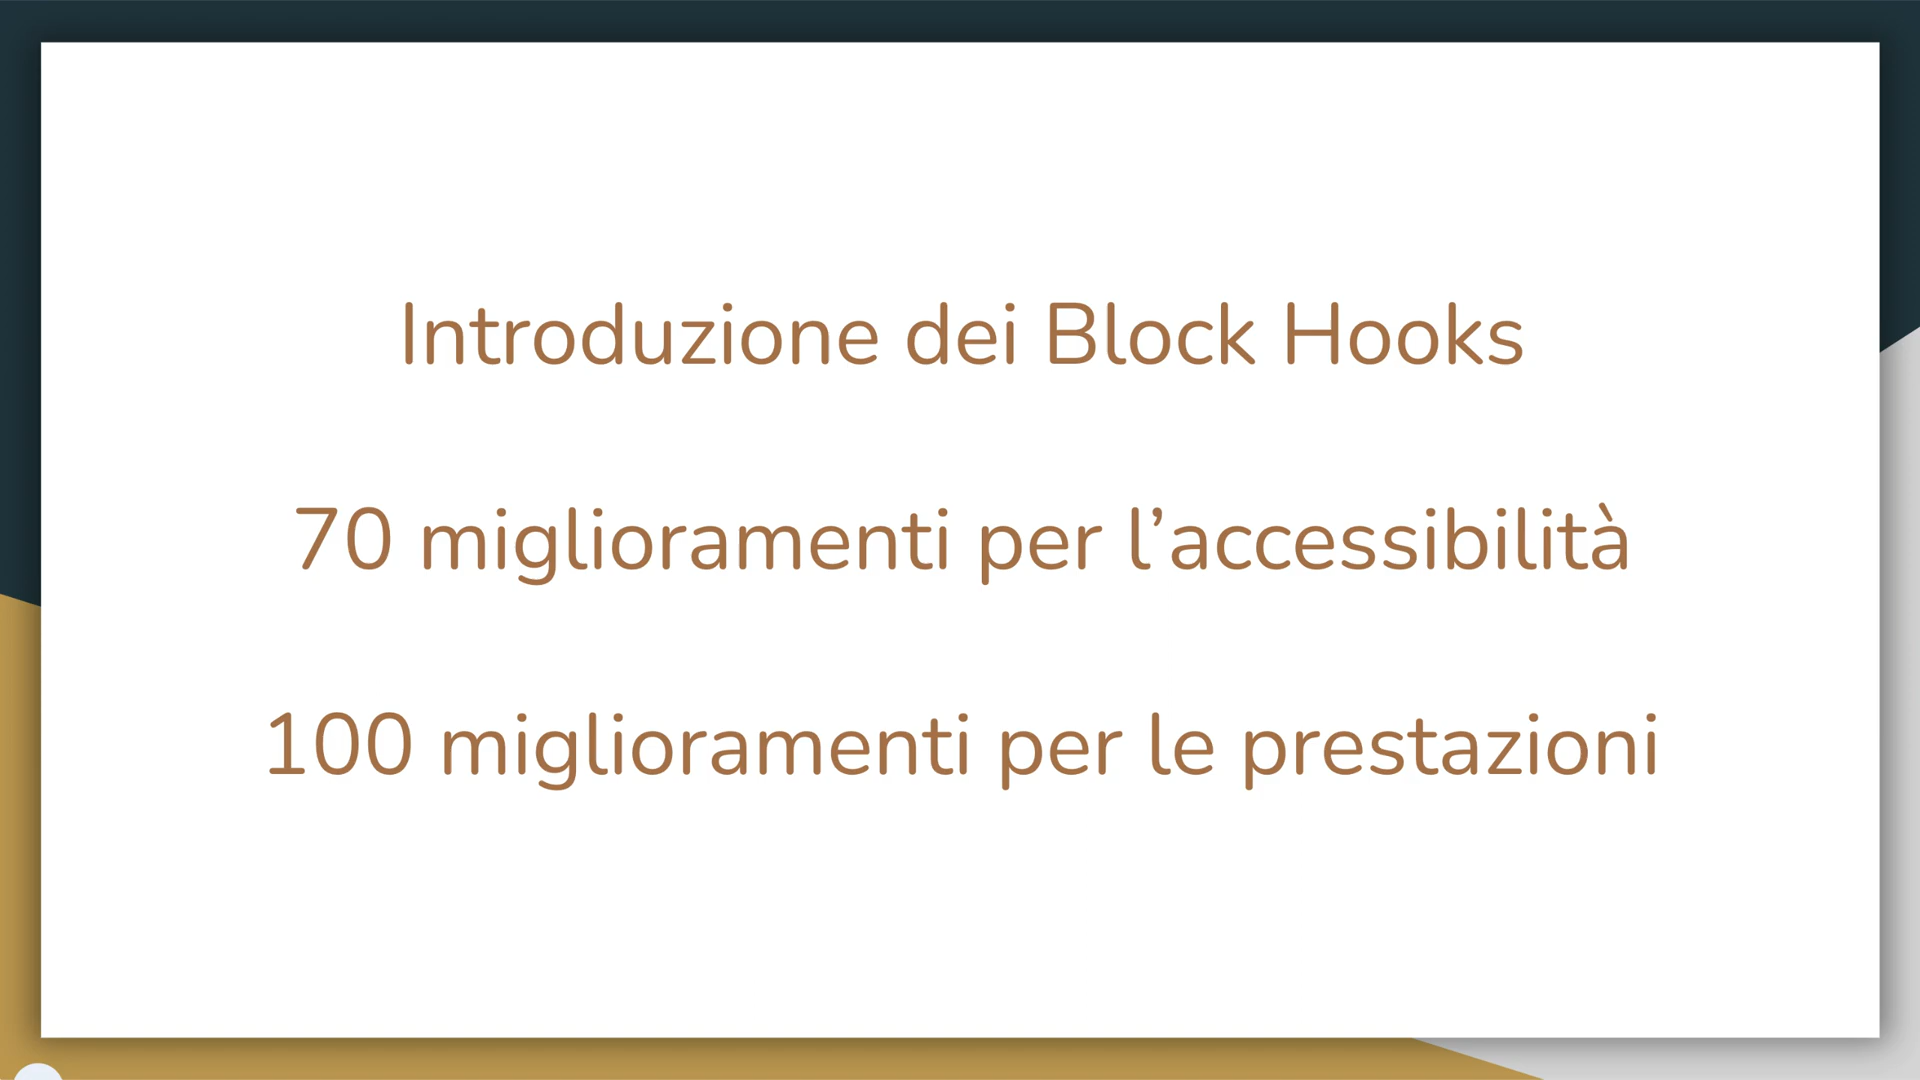 Introduzione dei Block Hooks
70 miglioramenti per l’accessibilità
100 miglioramenti per le prestazioni